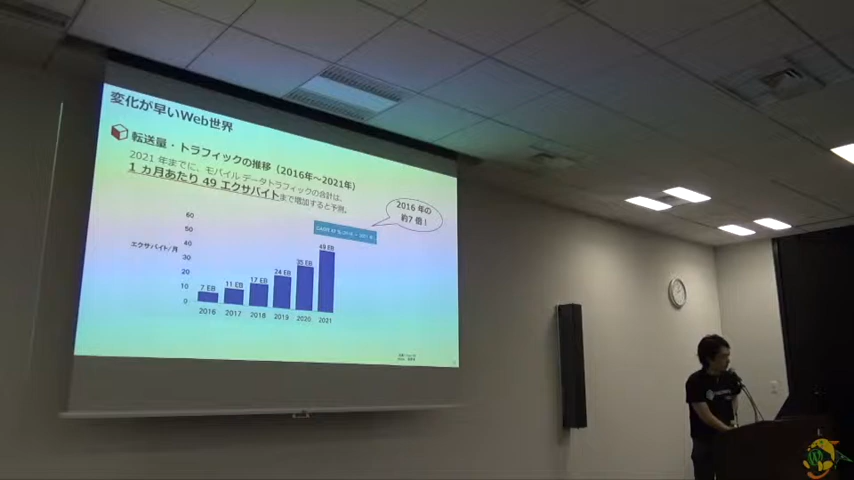 変化が早いWeb世界
転送量・トラフィックの推移（2016年～2021年）
2021 年までに、モバイル データトラフィックの合計は、
1 カ月あたり 49 エクサバイトまで増加すると予測。
2016 年の
約7 倍！
エクサバイト/月
60
50
40
30
20
10
0
7 EB
11 EB
17 EB
24 EB
35 EB
49 EB
2016
2017
2018
2019
2020
2021